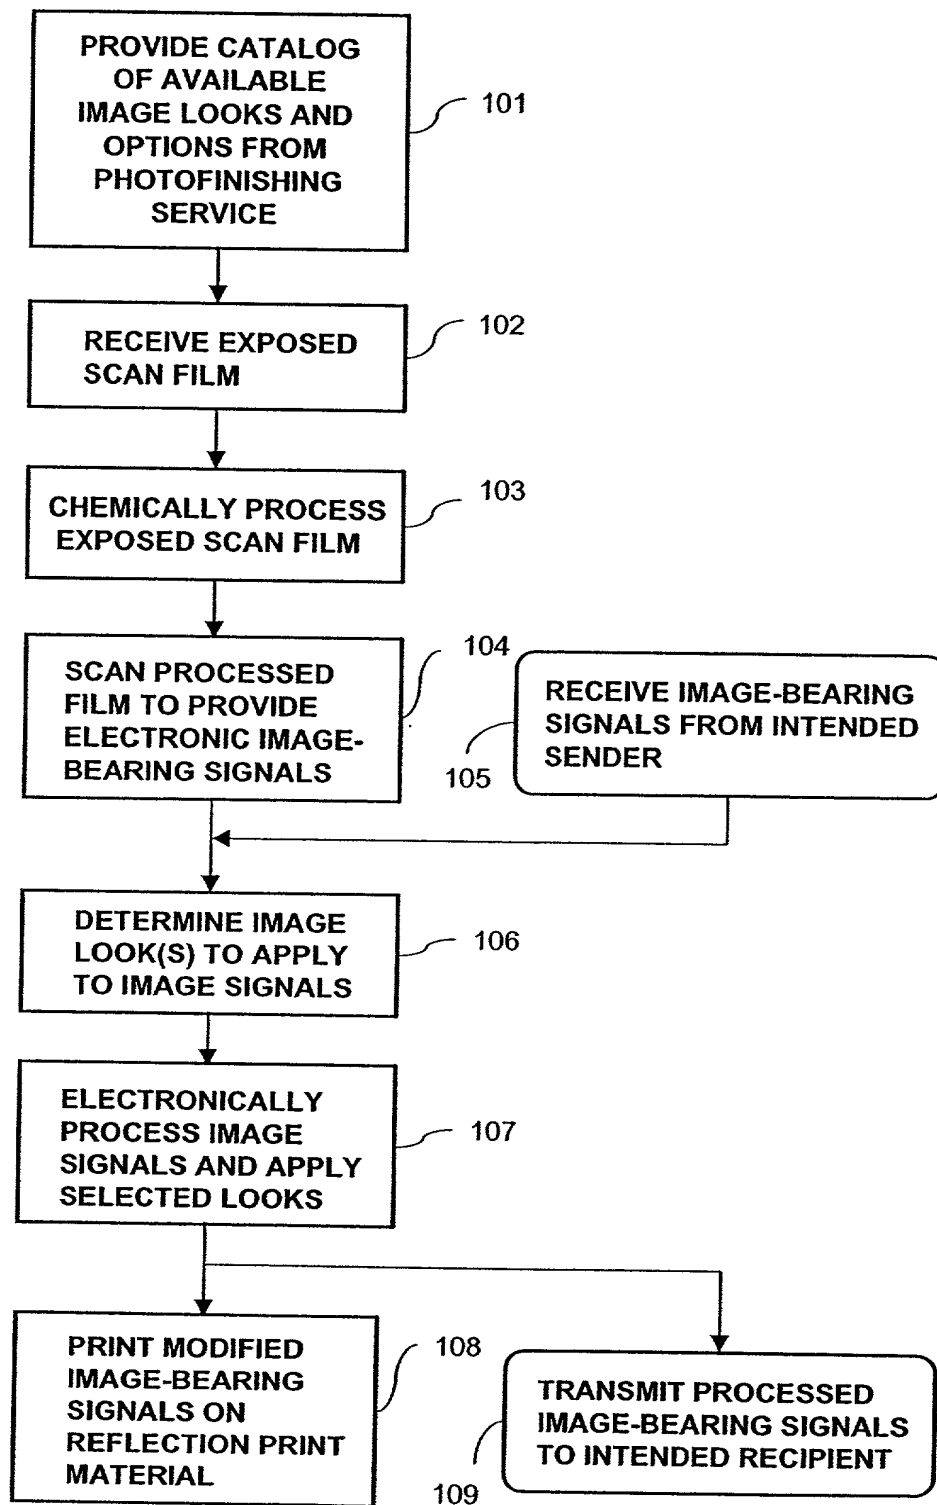 PROVIDE CATALOG
OF AVAILABLE
IMAGE LOOKS AND
OPTIONS FROM
PHOTOFINISHING
SERVICE
101
RECEIVE EXPOSED
SCAN FILM
102
CHEMICALLY PROCESS
EXPOSED SCAN FILM
103
SCAN PROCESSED
FILM TO PROVIDE
ELECTRONIC IMAGE-
BEARING SIGNALS
104
RECEIVE IMAGE-BEARING
SIGNALS FROM INTENDED
SENDER
105
DETERMINE IMAGE
LOOK(S) TO APPLY
TO IMAGE SIGNALS
106
ELECTRONICALLY
PROCESS IMAGE
SIGNALS AND APPLY
SELECTED LOOKS
107
PRINT MODIFIED
IMAGE-BEARING
SIGNALS ON
REFLECTION PRINT
MATERIAL
108
TRANSMIT PROCESSED
IMAGE-BEARING SIGNALS
TO INTENDED RECIPIENT
109